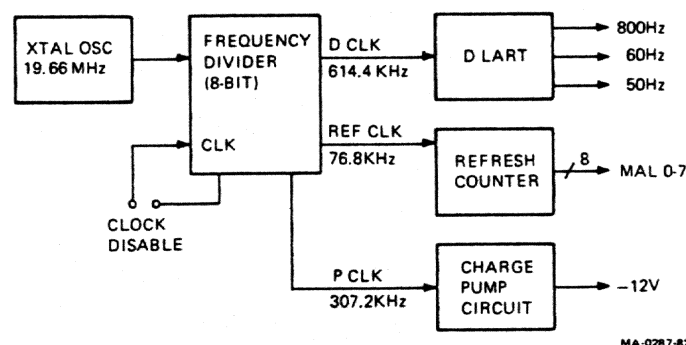 XTAL OSC
19.66 MHz
FREQUENCY
DIVIDER
(8-BIT)
CLK
CLOCK
DISABLE
D CLK
614.4 KHz
D LART
800Hz
60Hz
50Hz
REF CLK
76.8KHz
REFRESH
COUNTER
8
MAL 0-7
P CLK
307.2KHz
CHARGE
PUMP
CIRCUIT
-12V